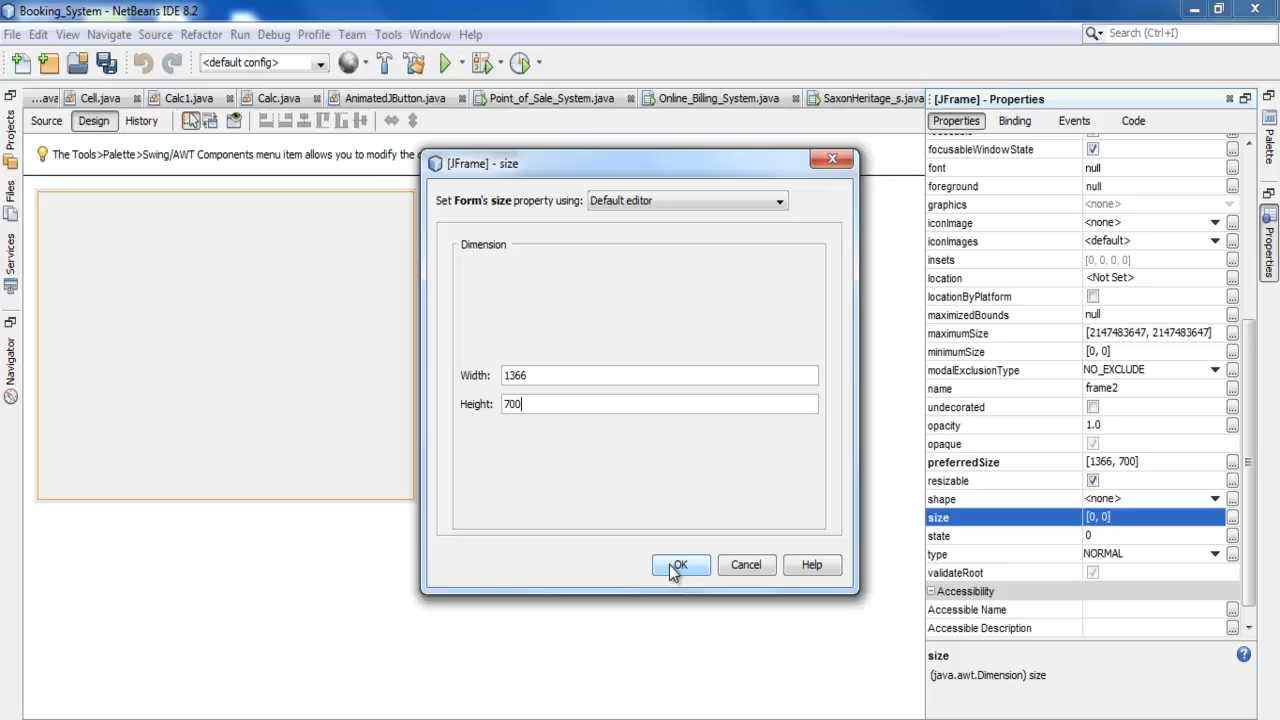 Booking_System - NetBeans IDE 8.2
File Edit View Navigate Source Refactor Run Debug Profile Team Tools Window Help
Search (Ctrl+I)
<default config>
...ava Cell.java Calc1.java Calc.java AnimatedJButton.java Point_of_Sale_System.java Online_Billing_System.java SaxonHeritage_s.java
Source Design History
The Tools>Palette>Swing/AWT Components menu item allows you to modify the
[JFrame] - size
Set Form's size property using: Default editor
Dimension
Width: 1366
Height: 700
OK Cancel Help
[JFrame] - Properties
Properties Binding Events Code
focusableWindowState
font null
foreground null
graphics <none>
iconImage <none>
iconImages <default>
insets [0, 0, 0, 0]
location <Not Set>
locationByPlatform
maximizedBounds null
maximumSize [2147483647, 2147483647]
minimumSize [0, 0]
modalExclusionType NO_EXCLUDE
name frame2
undecorated
opacity 1.0
opaque
preferredSize [1366, 700]
resizable
shape <none>
size [0, 0]
state 0
type NORMAL
validateRoot
Accessibility
Accessible Name
Accessible Description
size
(java.awt.Dimension) size
Projects
Files
Services
Navigator
Palette
Properties